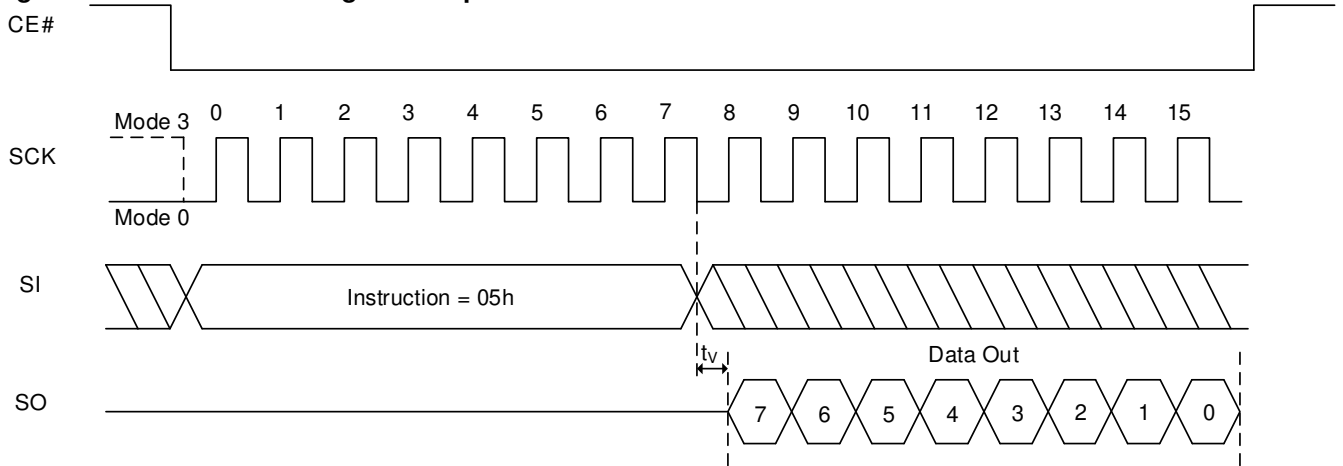 CE#
Mode 3 0 1 2 3 4 5 6 7 8 9 10 11 12 13 14 15
SCK
Mode 0
SI
Instruction = 05h
tV Data Out
SO 7 6 5 4 3 2 1 0